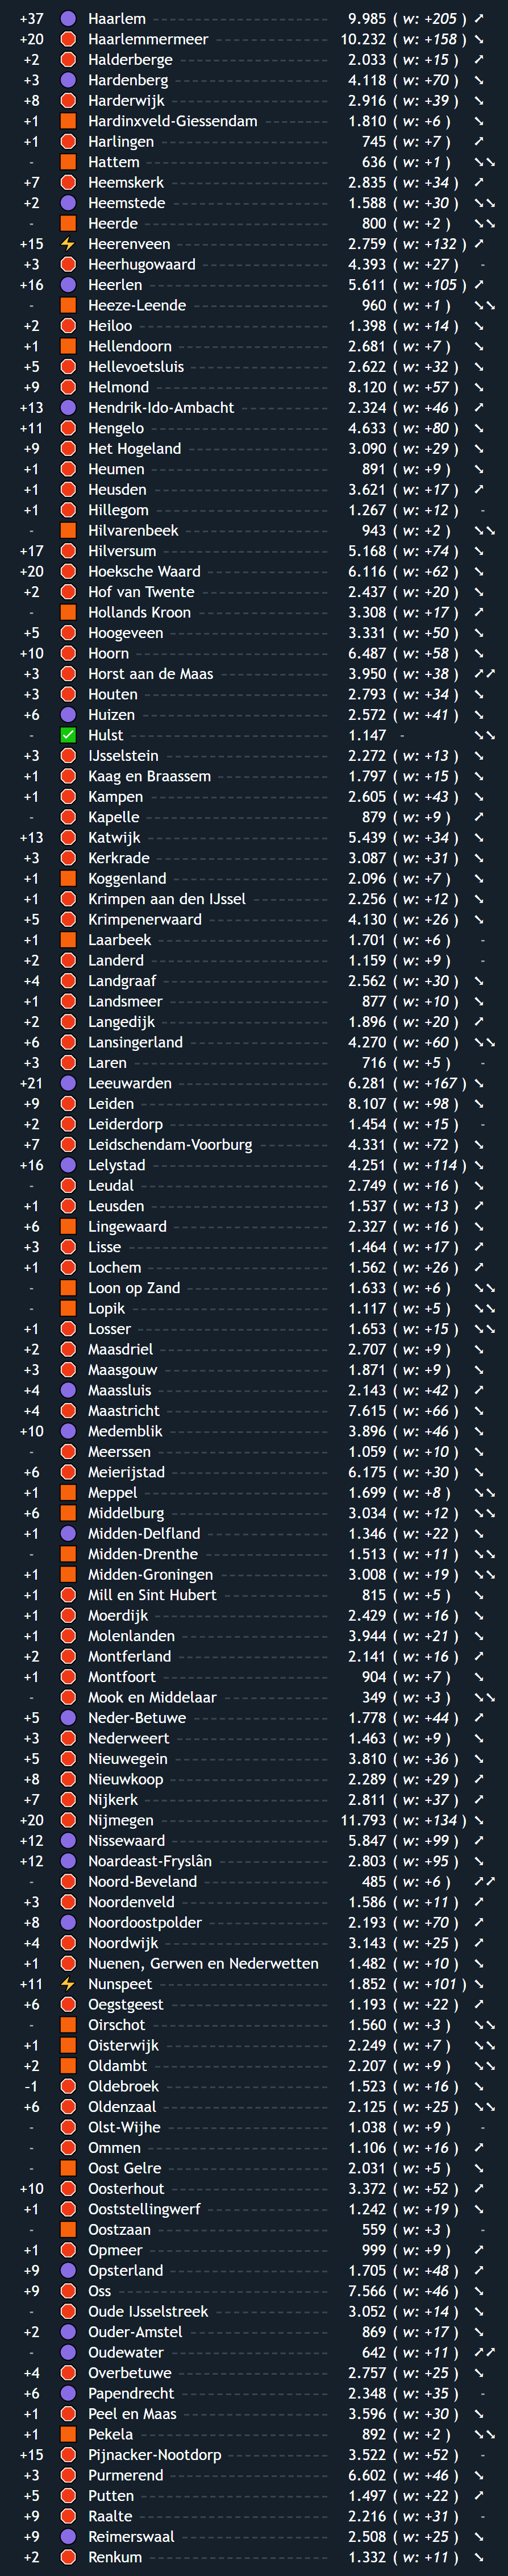 +37 Haarlem 9.985 ( w: +205 ) ➚
+20 Haarlemmermeer 10.232 ( w: +158 ) ➘
+2 Halderberge 2.033 ( w: +15 ) ➚
+3 Hardenberg 4.118 ( w: +70 ) ➘
+8 Harderwijk 2.916 ( w: +39 ) ➘
+1 Hardinxveld-Giessendam 1.810 ( w: +6 ) ➘
+1 Harlingen 745 ( w: +7 ) ➚
- Hattem 636 ( w: +1 ) ➘➘
+7 Heemskerk 2.835 ( w: +34 ) ➚
+2 Heemstede 1.588 ( w: +30 ) ➘➘
- Heerde 800 ( w: +2 ) ➘➘
+15 Heerenveen 2.759 ( w: +132 ) ➚
+3 Heerhugowaard 4.393 ( w: +27 ) -
+16 Heerlen 5.611 ( w: +105 ) ➚
- Heeze-Leende 960 ( w: +1 ) ➘➘
+2 Heiloo 1.398 ( w: +14 ) ➘
+1 Hellendoorn 2.681 ( w: +7 ) ➘
+5 Hellevoetsluis 2.622 ( w: +32 ) ➘
+9 Helmond 8.120 ( w: +57 ) ➘
+13 Hendrik-Ido-Ambacht 2.324 ( w: +46 ) ➚
+11 Hengelo 4.633 ( w: +80 ) ➘
+9 Het Hogeland 3.090 ( w: +29 ) ➘
+1 Heumen 891 ( w: +9 ) ➘
+1 Heusden 3.621 ( w: +17 ) ➚
+1 Hillegom 1.267 ( w: +12 ) -
- Hilvarenbeek 943 ( w: +2 ) ➘➘
+17 Hilversum 5.168 ( w: +74 ) ➘
+20 Hoeksche Waard 6.116 ( w: +62 ) ➘
+2 Hof van Twente 2.437 ( w: +20 ) ➘
- Hollands Kroon 3.308 ( w: +17 ) ➚
+5 Hoogeveen 3.331 ( w: +50 ) ➘
+10 Hoorn 6.487 ( w: +58 ) ➘
+3 Horst aan de Maas 3.950 ( w: +38 ) ➚➚
+3 Houten 2.793 ( w: +34 ) ➘
+6 Huizen 2.572 ( w: +41 ) ➘
- Hulst 1.147 - ➘➘
+3 IJsselstein 2.272 ( w: +13 ) ➘
+1 Kaag en Braassem 1.797 ( w: +15 ) ➘
+1 Kampen 2.605 ( w: +43 ) ➘
- Kapelle 879 ( w: +9 ) ➚
+13 Katwijk 5.439 ( w: +34 ) ➘
+3 Kerkrade 3.087 ( w: +31 ) ➘
+1 Koggenland 2.096 ( w: +7 ) ➘
+1 Krimpen aan den IJssel 2.256 ( w: +12 ) ➘
+5 Krimpenerwaard 4.130 ( w: +26 ) ➘
+1 Laarbeek 1.701 ( w: +6 ) -
+2 Landerd 1.159 ( w: +9 ) -
+4 Landgraaf 2.562 ( w: +30 ) ➘
+1 Landsmeer 877 ( w: +10 ) ➘
+2 Langedijk 1.896 ( w: +20 ) ➚
+6 Lansingerland 4.270 ( w: +60 ) ➘➘
+3 Laren 716 ( w: +5 ) -
+21 Leeuwarden 6.281 ( w: +167 ) ➘
+9 Leiden 8.107 ( w: +98 ) ➘
+2 Leiderdorp 1.454 ( w: +15 ) -
+7 Leidschendam-Voorburg 4.331 ( w: +72 ) ➘
+16 Lelystad 4.251 ( w: +114 ) ➘
- Leudal 2.749 ( w: +16 ) ➘
+1 Leusden 1.537 ( w: +13 ) ➚
+6 Lingewaard 2.327 ( w: +16 ) ➘
+3 Lisse 1.464 ( w: +17 ) ➚
+1 Lochem 1.562 ( w: +26 ) ➚
- Loon op Zand 1.633 ( w: +6 ) ➘➘
- Lopik 1.117 ( w: +5 ) ➘➘
+1 Losser 1.653 ( w: +15 ) ➘➘
+2 Maasdriel 2.707 ( w: +9 ) ➘
+3 Maasgouw 1.871 ( w: +9 ) ➘
+4 Maassluis 2.143 ( w: +42 ) ➚
+4 Maastricht 7.615 ( w: +66 ) ➘
+10 Medemblik 3.896 ( w: +46 ) ➘
- Meerssen 1.059 ( w: +10 ) ➘
+6 Meierijstad 6.175 ( w: +30 ) ➘
+1 Meppel 1.699 ( w: +8 ) ➘➘
+6 Middelburg 3.034 ( w: +12 ) ➘➘
+1 Midden-Delfland 1.346 ( w: +22 ) ➘
- Midden-Drenthe 1.513 ( w: +11 ) ➘➘
+1 Midden-Groningen 3.008 ( w: +19 ) ➘➘
+1 Mill en Sint Hubert 815 ( w: +5 ) ➘
+1 Moerdijk 2.429 ( w: +16 ) ➘
+1 Molenlanden 3.944 ( w: +21 ) ➘
+2 Montferland 2.141 ( w: +16 ) ➚
+1 Montfoort 904 ( w: +7 ) ➘
- Mook en Middelaar 349 ( w: +3 ) ➘➘
+5 Neder-Betuwe 1.778 ( w: +44 ) ➚
+3 Nederweert 1.463 ( w: +9 ) ➘
+5 Nieuwegein 3.810 ( w: +36 ) ➘
+8 Nieuwkoop 2.289 ( w: +29 ) ➚
+7 Nijkerk 2.811 ( w: +37 ) ➚
+20 Nijmegen 11.793 ( w: +134 ) ➘
+12 Nissewaard 5.847 ( w: +99 ) ➚
+12 Noardeast-Fryslân 2.803 ( w: +95 ) ➘
- Noord-Beveland 485 ( w: +6 ) ➚➚
+3 Noordenveld 1.586 ( w: +11 ) ➚
+8 Noordoostpolder 2.193 ( w: +70 ) ➚
+4 Noordwijk 3.143 ( w: +25 ) ➚
+1 Nuenen, Gerwen en Nederwetten 1.482 ( w: +10 ) ➘
+11 Nunspeet 1.852 ( w: +101 ) ➘
+6 Oegstgeest 1.193 ( w: +22 ) ➚
- Oirschot 1.560 ( w: +3 ) ➘➘
+1 Oisterwijk 2.249 ( w: +7 ) ➘➘
+2 Oldambt 2.207 ( w: +9 ) ➘➘
-1 Oldebroek 1.523 ( w: +16 ) ➘
+6 Oldenzaal 2.125 ( w: +25 ) ➘➘
- Olst-Wijhe 1.038 ( w: +9 ) -
- Ommen 1.106 ( w: +16 ) ➚
- Oost Gelre 2.031 ( w: +5 ) ➘
+10 Oosterhout 3.372 ( w: +52 ) ➚
+1 Ooststellingwerf 1.242 ( w: +19 ) ➘
- Oostzaan 559 ( w: +3 ) -
+1 Opmeer 999 ( w: +9 ) ➚
+9 Opsterland 1.705 ( w: +48 ) ➚
+9 Oss 7.566 ( w: +46 ) ➘
- Oude IJsselstreek 3.052 ( w: +14 ) ➘
+2 Ouder-Amstel 869 ( w: +17 ) ➘
- Oudewater 642 ( w: +11 ) ➚➚
+4 Overbetuwe 2.757 ( w: +25 ) ➘
+6 Papendrecht 2.348 ( w: +35 ) -
+1 Peel en Maas 3.596 ( w: +30 ) ➘
+1 Pekela 892 ( w: +2 ) ➘➘
+15 Pijnacker-Nootdorp 3.522 ( w: +52 ) -
+3 Purmerend 6.602 ( w: +46 ) ➘
+5 Putten 1.497 ( w: +22 ) ➚
+9 Raalte 2.216 ( w: +31 ) -
+9 Reimerswaal 2.508 ( w: +25 ) ➘
+2 Renkum 1.332 ( w: +11 ) ➘